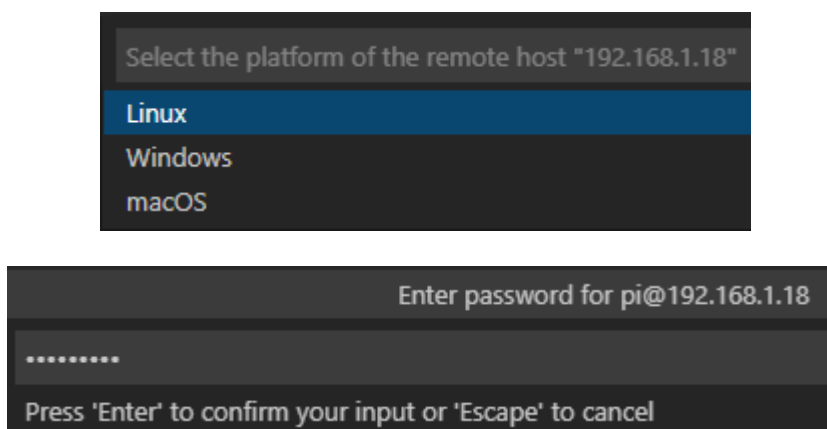 Select the platform of the remote host "192.168.1.18"
Linux
Windows
macOS
Enter password for pi@192.168.1.18
•••••••••
Press 'Enter' to confirm your input or 'Escape' to cancel